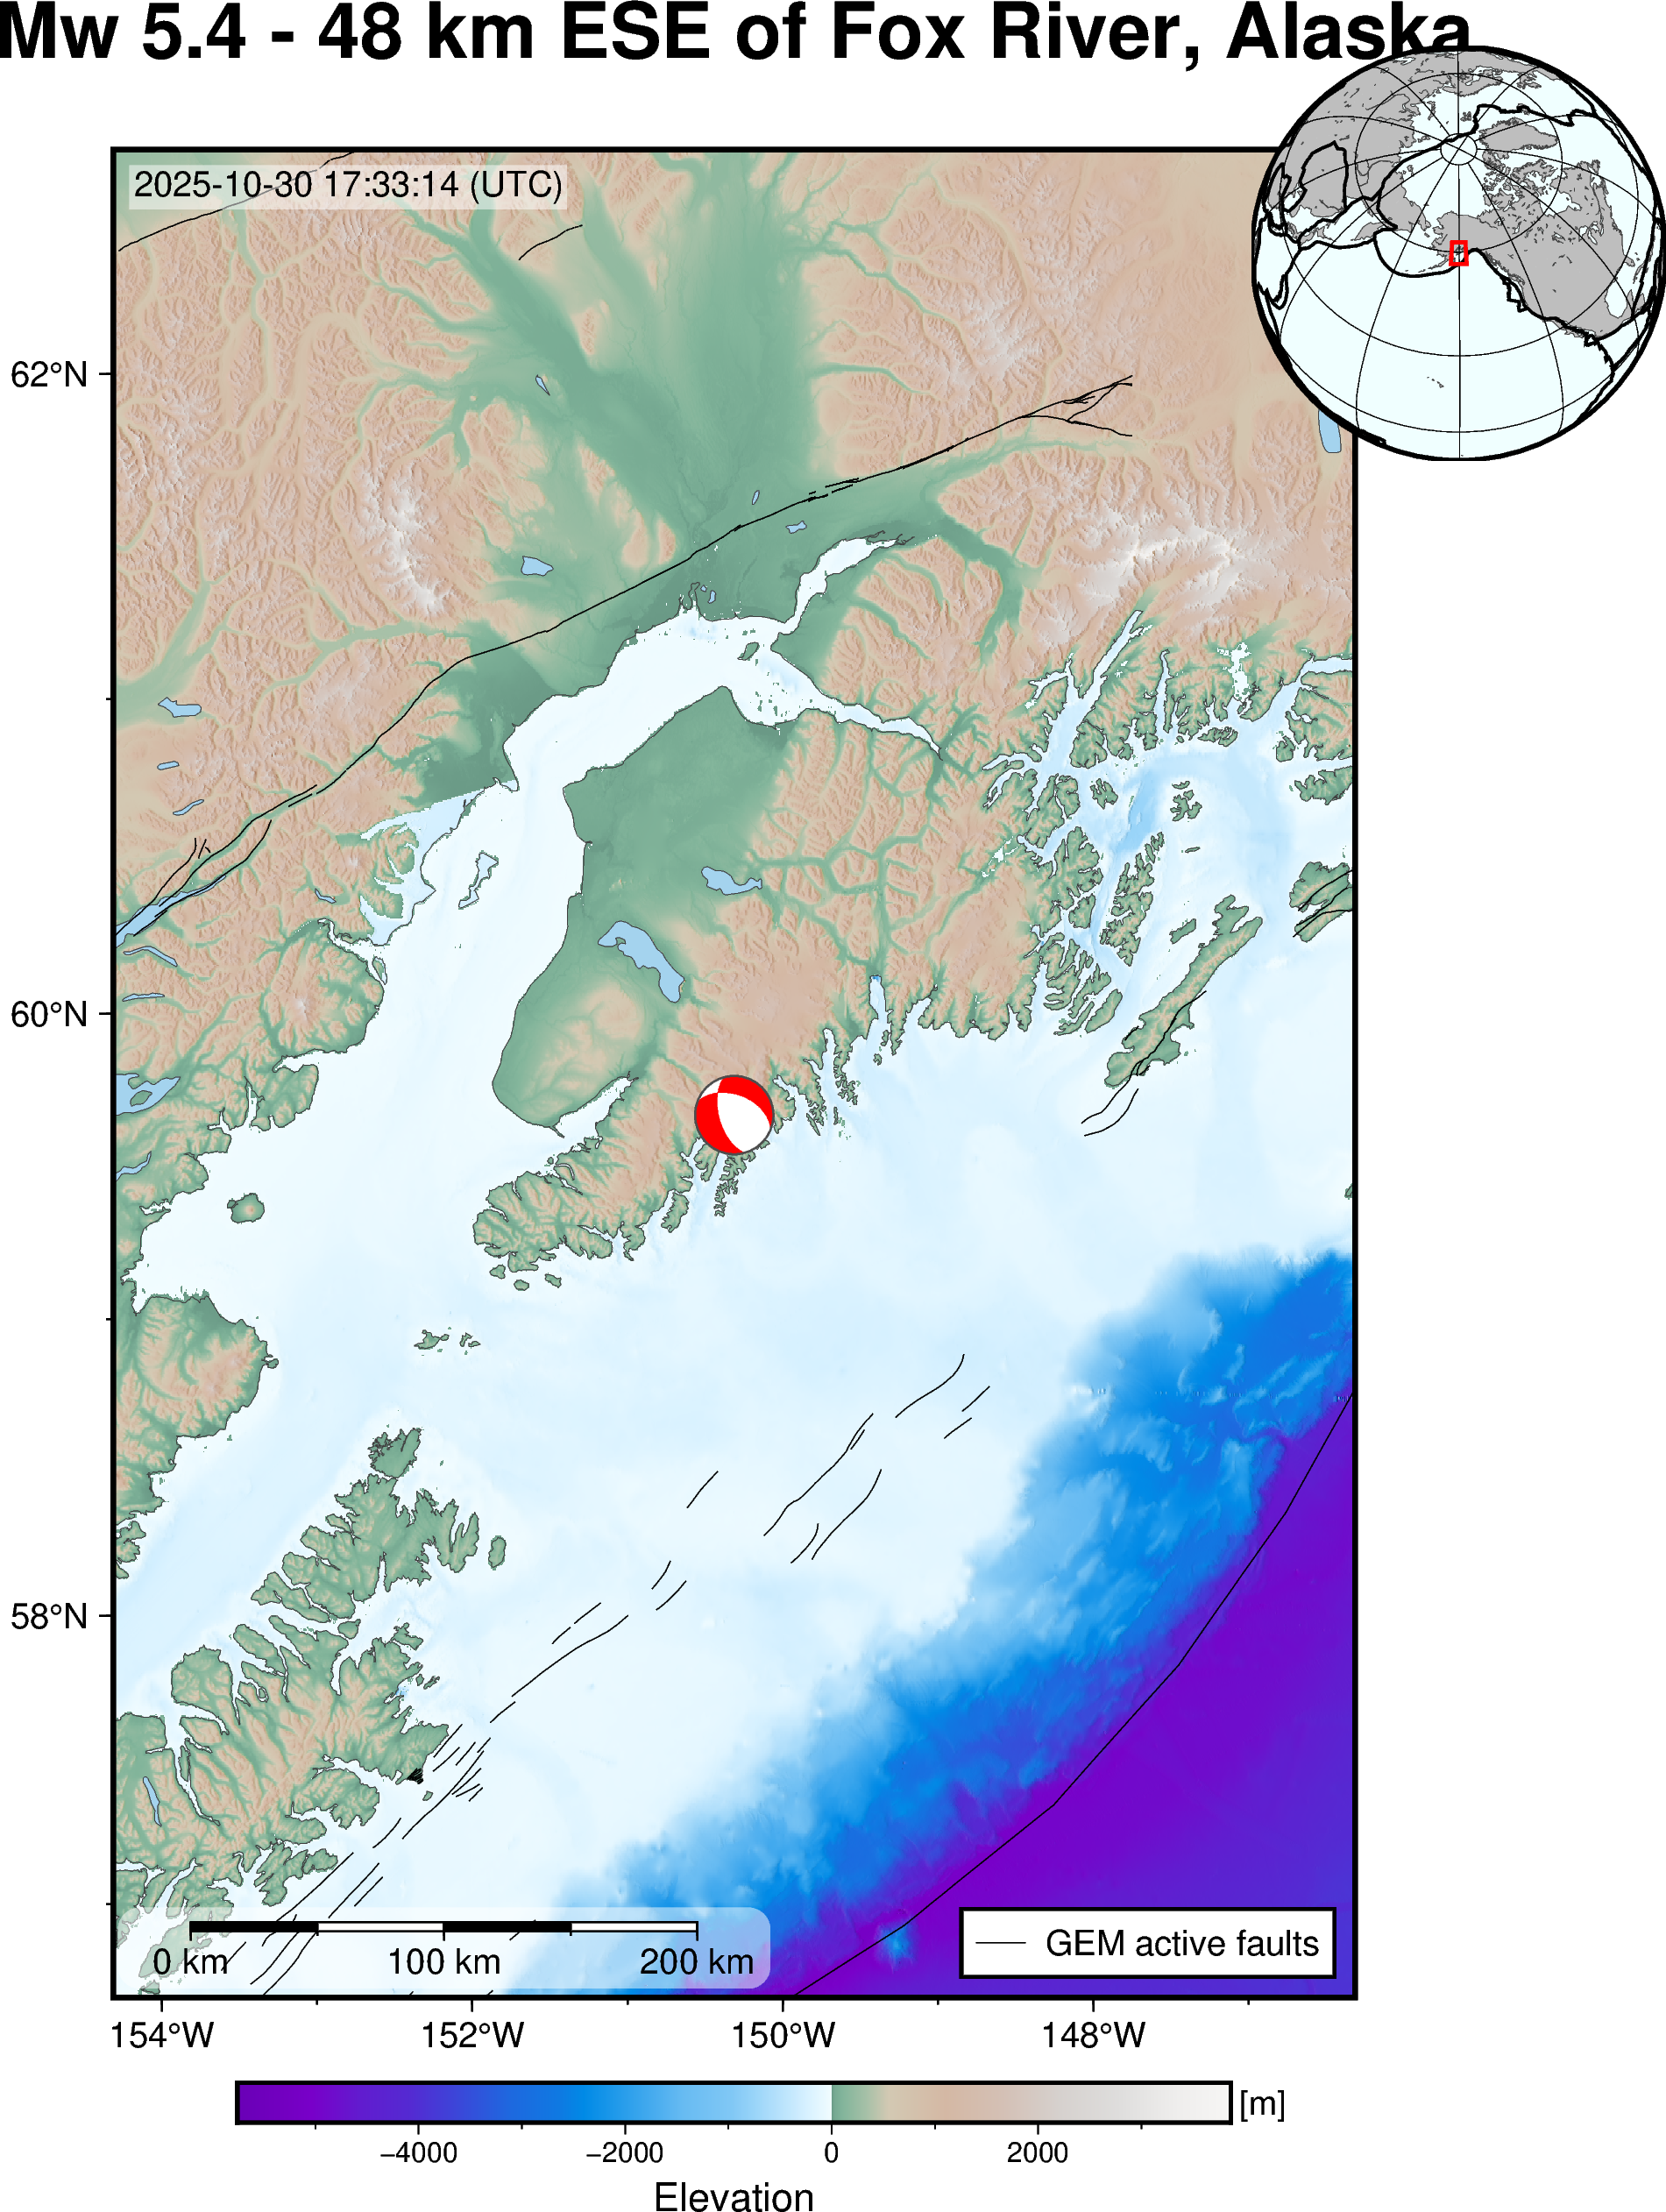 Mw 5.4 - 48 km ESE of Fox River, Alaska
2025-10-30 17:33:14 (UTC)
62°N
60°N
58°N
0 km 100 km 200 km
GEM active faults
154°W 152°W 150°W 148°W
[m]
−4000 −2000 0 2000
Elevation